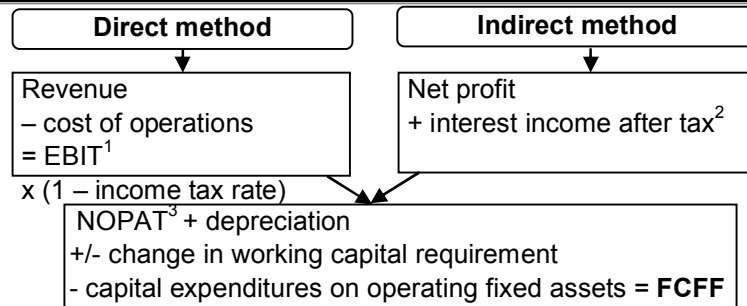 Direct method
Indirect method
Revenue
– cost of operations
= EBIT¹
x (1 – income tax rate)
Net profit
+ interest income after tax²
NOPAT³ + depreciation
+/- change in working capital requirement
- capital expenditures on operating fixed assets = FCFF